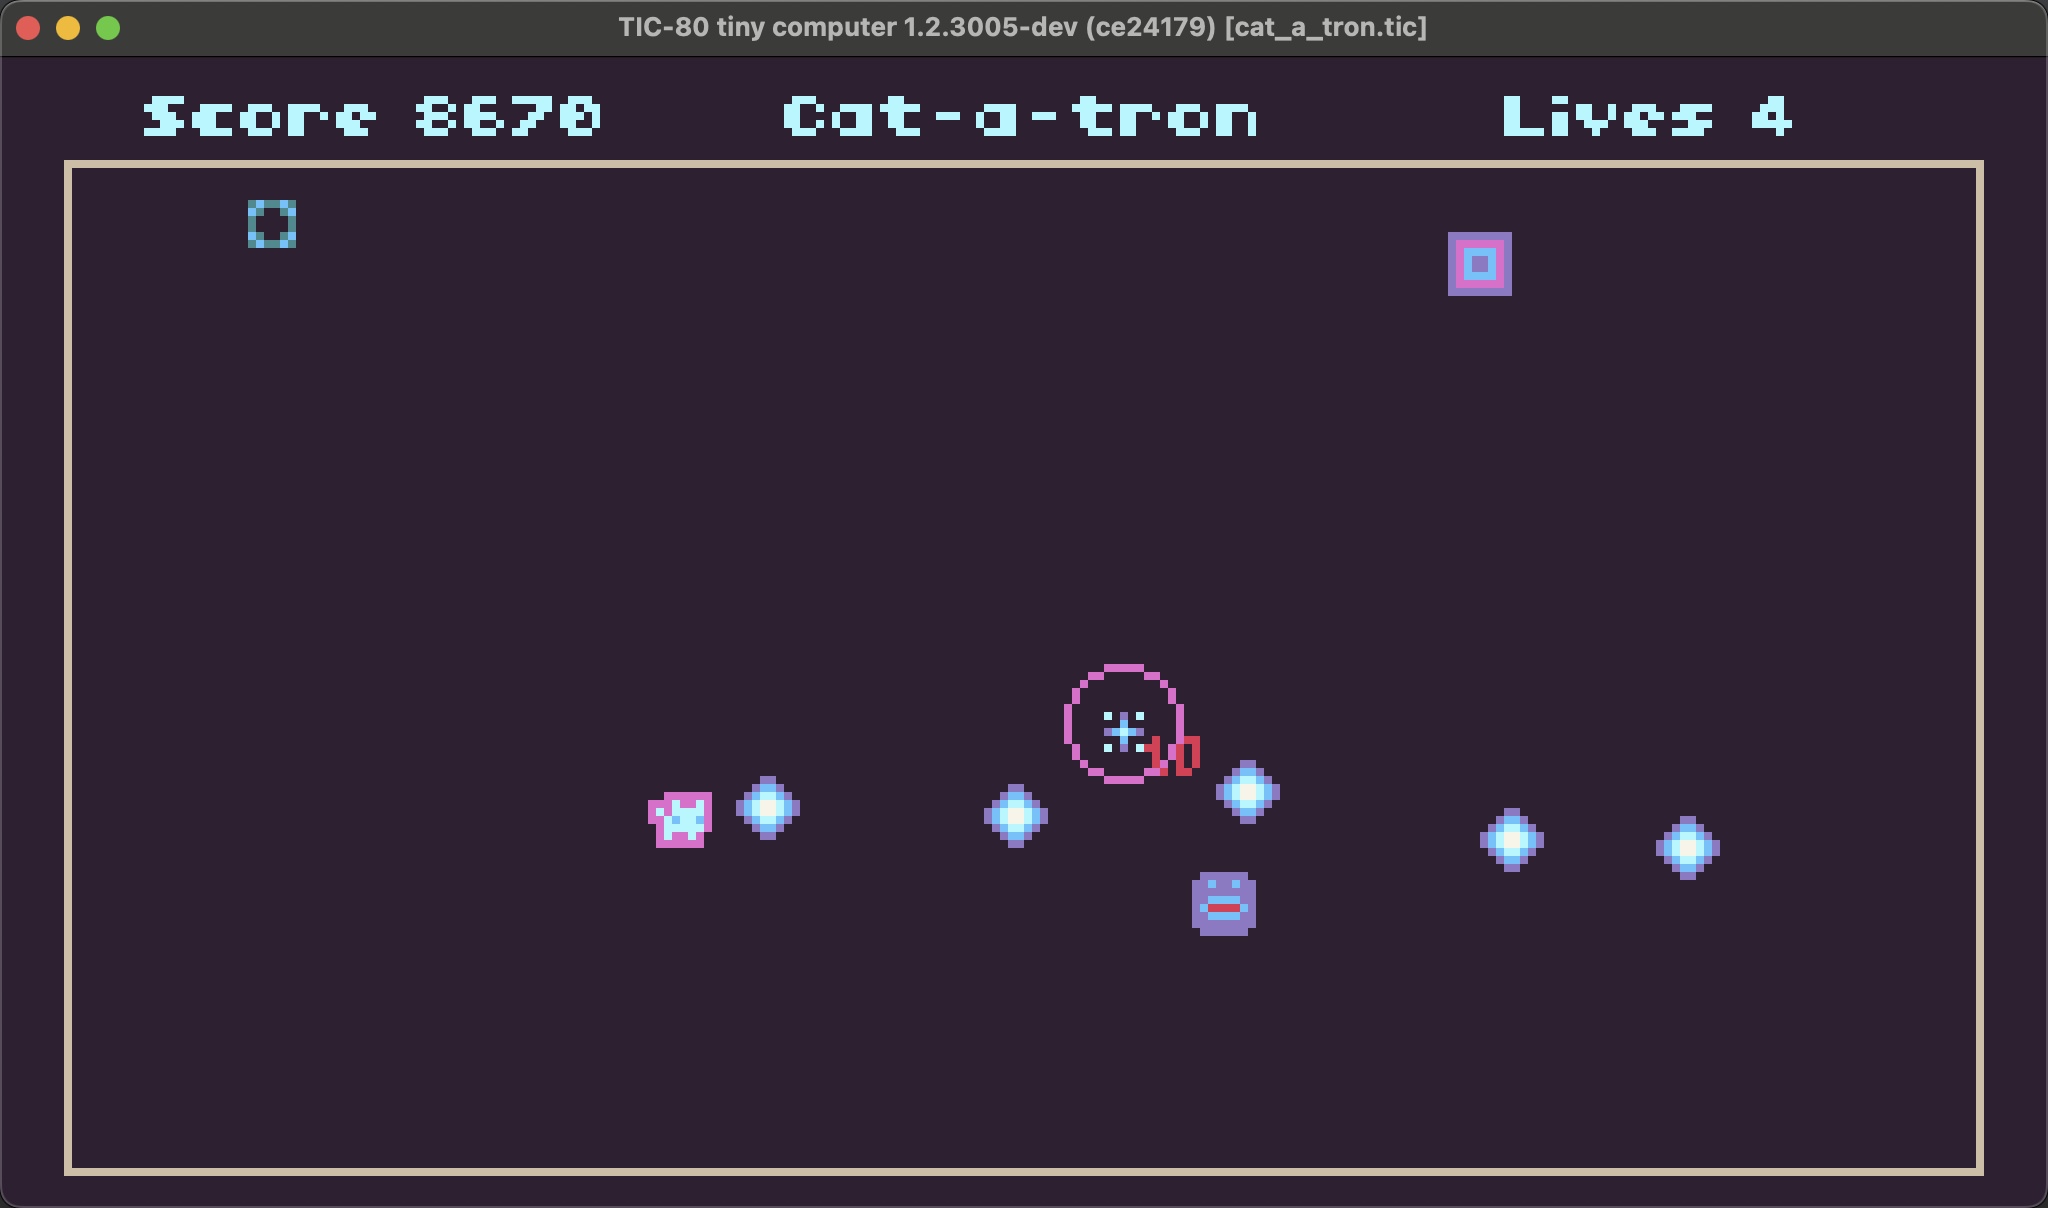 TIC-80 tiny computer 1.2.3005-dev (ce24179) [cat_a_tron.tic]
Score 8670 Cat-a-tron Lives 4
10